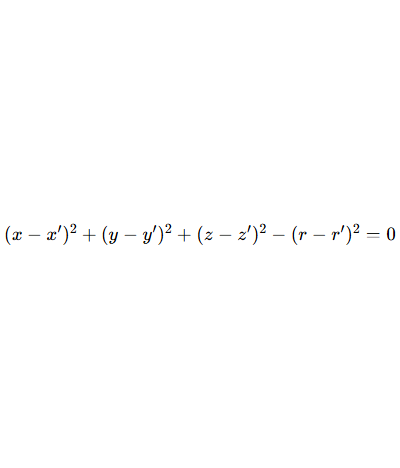 (x − x′)² + (y − y′)² + (z − z′)² − (r − r′)² = 0